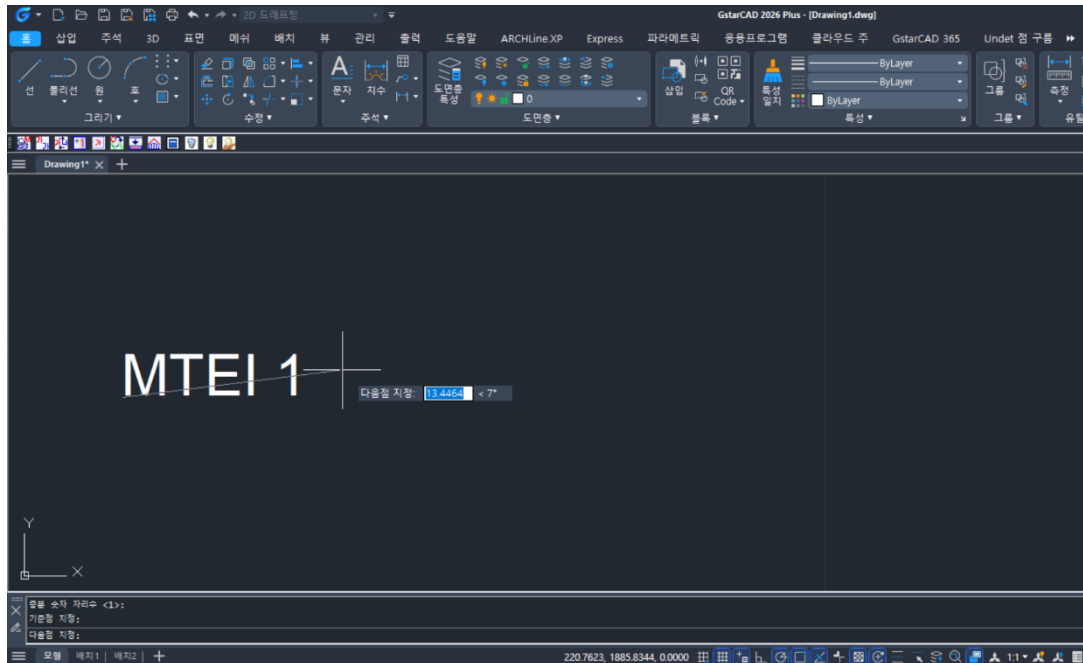 2D 드래프팅
GstarCAD 2026 Plus - [Drawing1.dwg]
홈 삽입 주석 3D 표면 메쉬 배치 뷰 관리 출력 도움말 ARCHLine.XP Express 파라메트릭 응용프로그램 클라우드 주 GstarCAD 365 Undet 점 구름
선 폴리선 원 호
그리기
수정
문자 치수
주석
도면층 특성
0
도면층
삽입
QR Code
블록
특성 일치
ByLayer
ByLayer
ByLayer
특성
그룹
그룹
측정
유틸
Drawing1*
MTEI 1
다음점 지정: 13.4464 < 7°
Y
X
증분 숫자 자리수 <1>:
기준점 지정:
다음점 지정:
모형 배치1 배치2
220.7623, 1885.8344, 0.0000
1:1